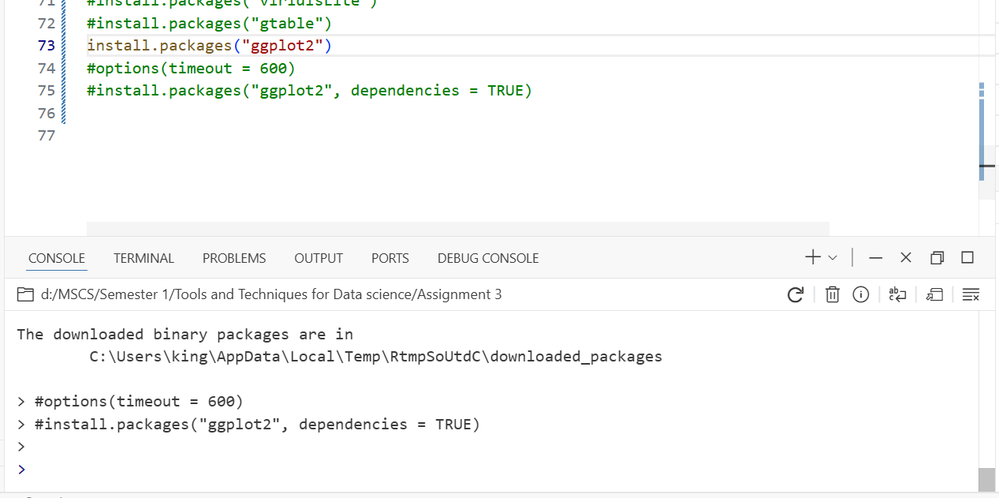 71 #install.packages("viridisLite")
72 #install.packages("gtable")
73 install.packages("ggplot2")
74 #options(timeout = 600)
75 #install.packages("ggplot2", dependencies = TRUE)
76
77
CONSOLE TERMINAL PROBLEMS OUTPUT PORTS DEBUG CONSOLE
d:/MSCS/Semester 1/Tools and Techniques for Data science/Assignment 3
The downloaded binary packages are in
C:\Users\king\AppData\Local\Temp\RtmpSoUtdC\downloaded_packages
> #options(timeout = 600)
> #install.packages("ggplot2", dependencies = TRUE)
>
>